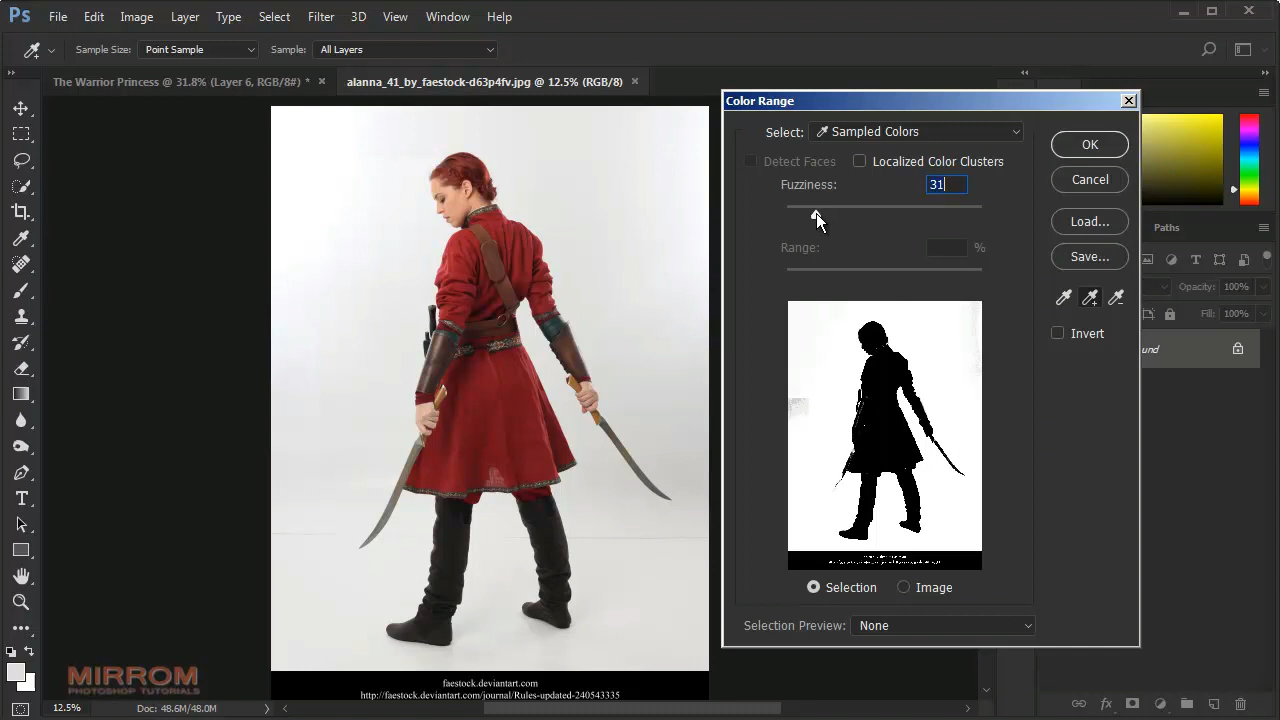 Ps File Edit Image Layer Type Select Filter 3D View Window Help
Sample Size: Point Sample Sample: All Layers
The Warrior Princess @ 31.8% (Layer 6, RGB/8#) * × alanna_41_by_faestock-d63p4fv.jpg @ 12.5% (RGB/8) ×
Color Range
Select: Sampled Colors
OK
Detect Faces Localized Color Clusters
Fuzziness: 31
Cancel
Load...
Paths
Range: %
Save...
Opacity: 100%
Fill: 100%
Invert
und
Selection Image
Selection Preview: None
MIRROM
PHOTOSHOP TUTORIALS
faestock.deviantart.com
http://faestock.deviantart.com/journal/Rules-updated-240543335
12.5% Doc: 48.6M/48.0M